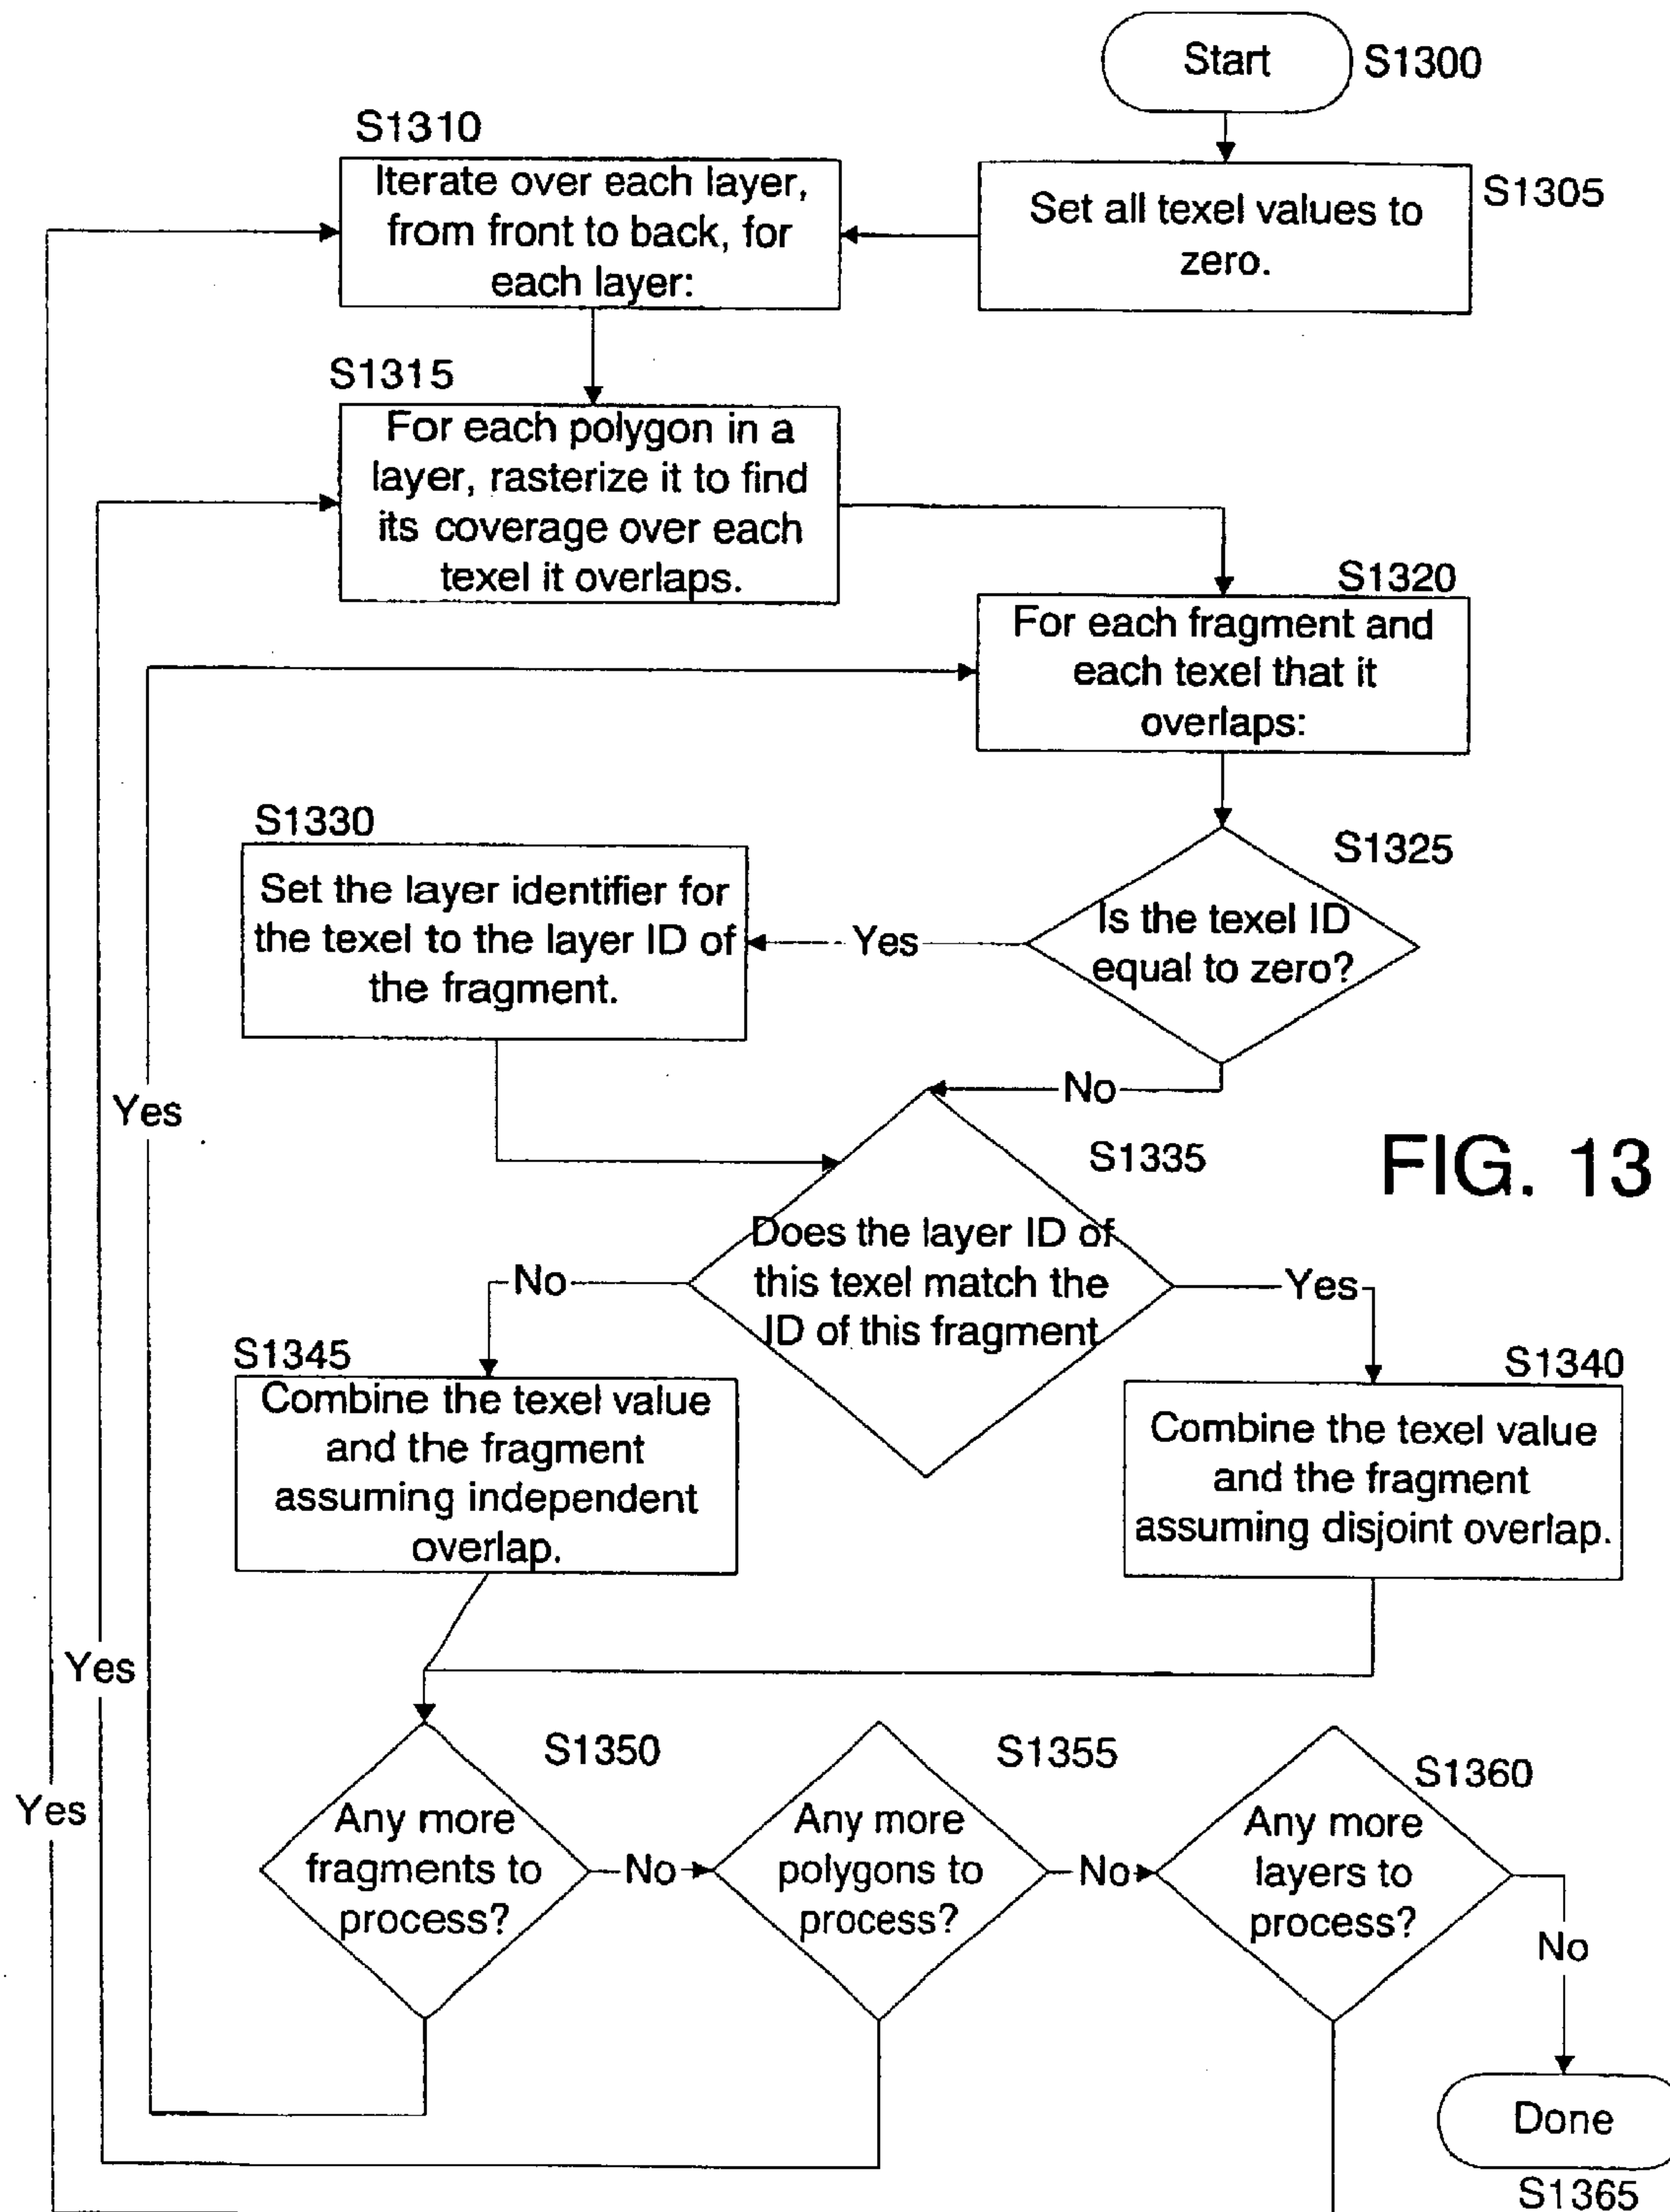 Start
S1300
S1310
Iterate over each layer,
from front to back, for
each layer:
Set all texel values to
zero.
S1305
S1315
For each polygon in a
layer, rasterize it to find
its coverage over each
texel it overlaps.
S1320
For each fragment and
each texel that it
overlaps:
S1330
Set the layer identifier for
the texel to the layer ID of
the fragment.
Yes
S1325
Is the texel ID
equal to zero?
No
Yes
S1335
FIG. 13
Does the layer ID of
this texel match the
ID of this fragment
No
Yes
S1345
Combine the texel value
and the fragment
assuming independent
overlap.
S1340
Combine the texel value
and the fragment
assuming disjoint overlap.
Yes
Yes
S1350
Any more
fragments to
process?
No
S1355
Any more
polygons to
process?
No
S1360
Any more
layers to
process?
No
Done
S1365